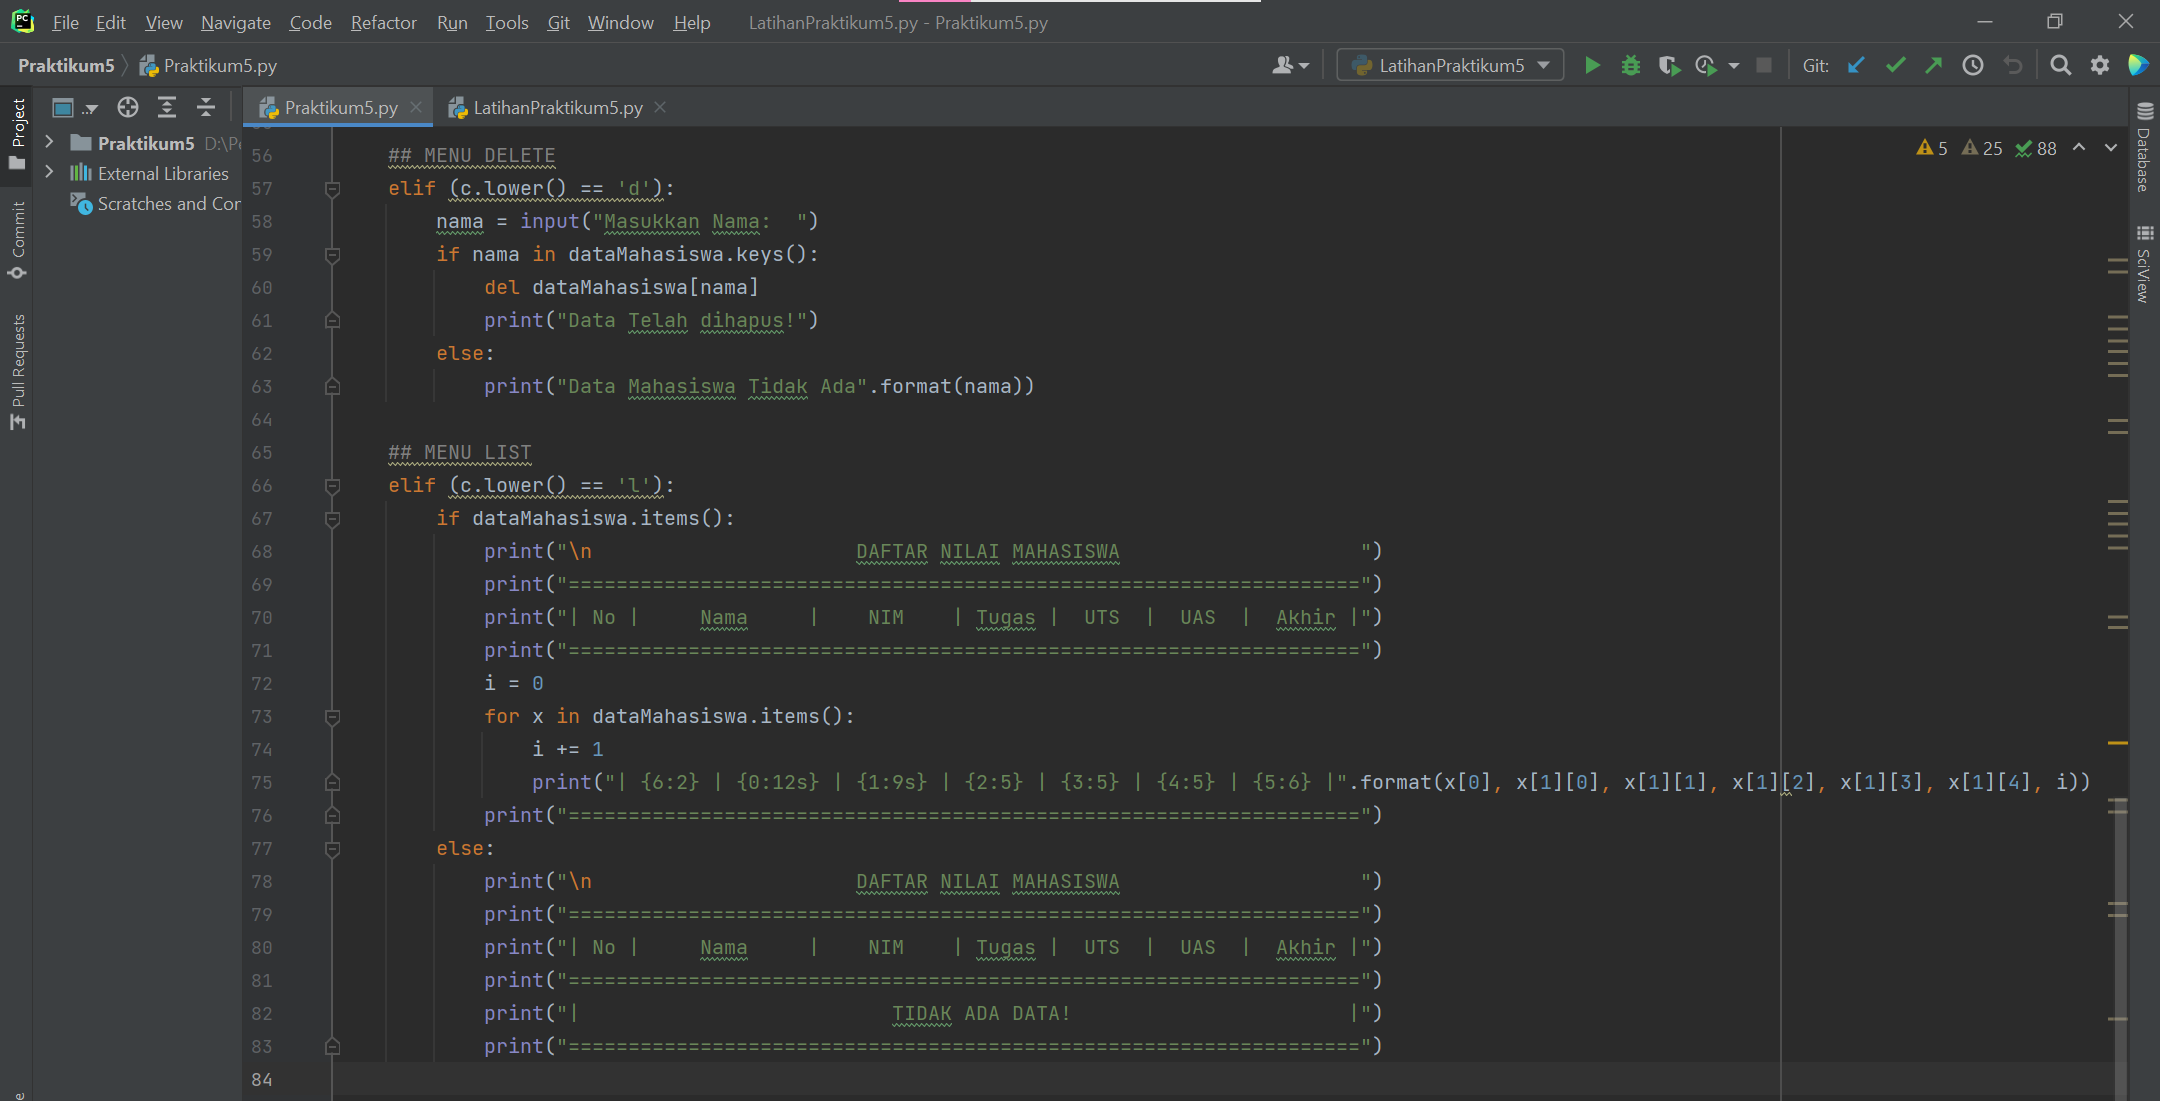 File Edit View Navigate Code Refactor Run Tools Git Window Help LatihanPraktikum5.py - Praktikum5.py
Praktikum5 Praktikum5.py LatihanPraktikum5 Git:
Praktikum5.py LatihanPraktikum5.py
Project
Commit
Pull Requests
Praktikum5 D:\Pe
External Libraries
Scratches and Con
5 25 88
Database
SciView
56 ## MENU DELETE
57 elif (c.lower() == 'd'):
58 nama = input("Masukkan Nama:  ")
59 if nama in dataMahasiswa.keys():
60 del dataMahasiswa[nama]
61 print("Data Telah dihapus!")
62 else:
63 print("Data Mahasiswa Tidak Ada".format(nama))
64
65 ## MENU LIST
66 elif (c.lower() == 'l'):
67 if dataMahasiswa.items():
68 print("\n                      DAFTAR NILAI MAHASISWA                    ")
69 print("==================================================================")
70 print("| No |     Nama     |    NIM    | Tugas |  UTS  |  UAS  |  Akhir |")
71 print("==================================================================")
72 i = 0
73 for x in dataMahasiswa.items():
74 i += 1
75 print("| {6:2} | {0:12s} | {1:9s} | {2:5} | {3:5} | {4:5} | {5:6} |".format(x[0], x[1][0], x[1][1], x[1][2], x[1][3], x[1][4], i))
76 print("==================================================================")
77 else:
78 print("\n                      DAFTAR NILAI MAHASISWA                    ")
79 print("==================================================================")
80 print("| No |     Nama     |    NIM    | Tugas |  UTS  |  UAS  |  Akhir |")
81 print("==================================================================")
82 print("|                          TIDAK ADA DATA!                       |")
83 print("==================================================================")
84